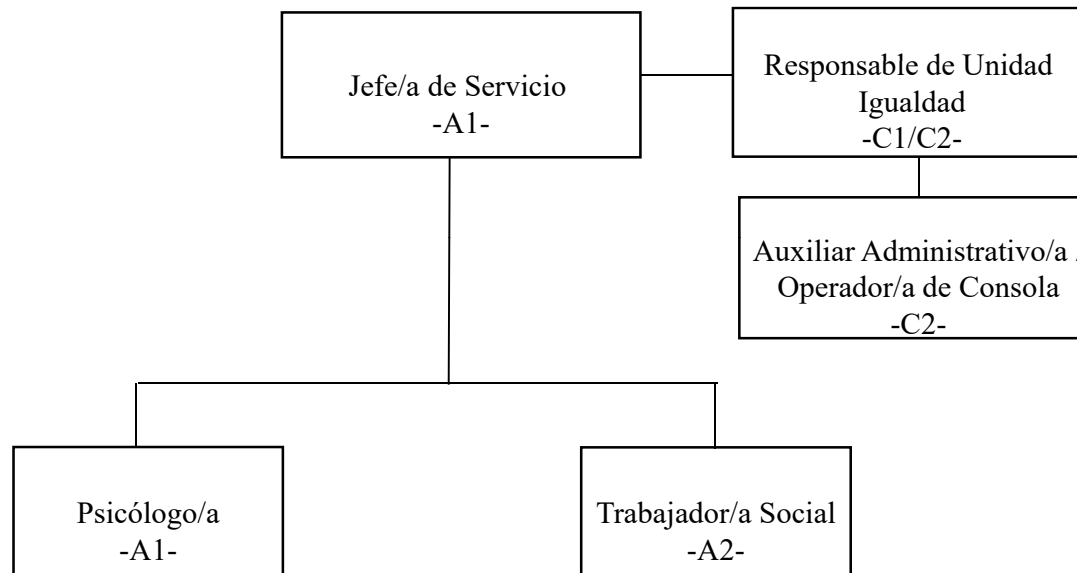 Jefe/a de Servicio
-A1-
Responsable de Unidad
Igualdad
-C1/C2-
Auxiliar Administrativo/a /
Operador/a de Consola
-C2-
Psicólogo/a
-A1-
Trabajador/a Social
-A2-